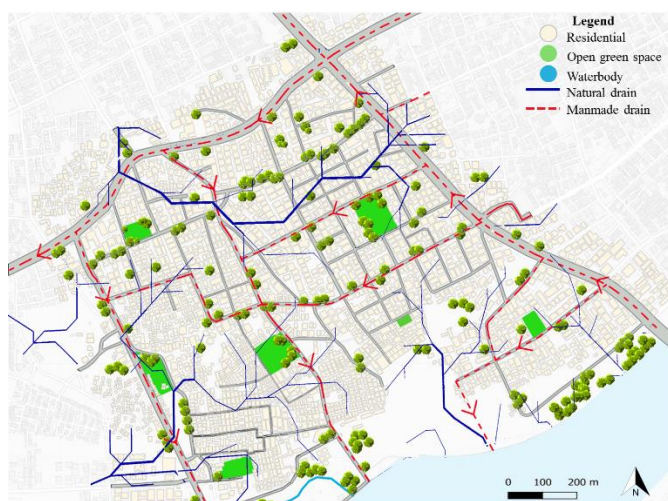 Legend
Residential
Open green space
Waterbody
Natural drain
Manmade drain
0 100 200 m
N